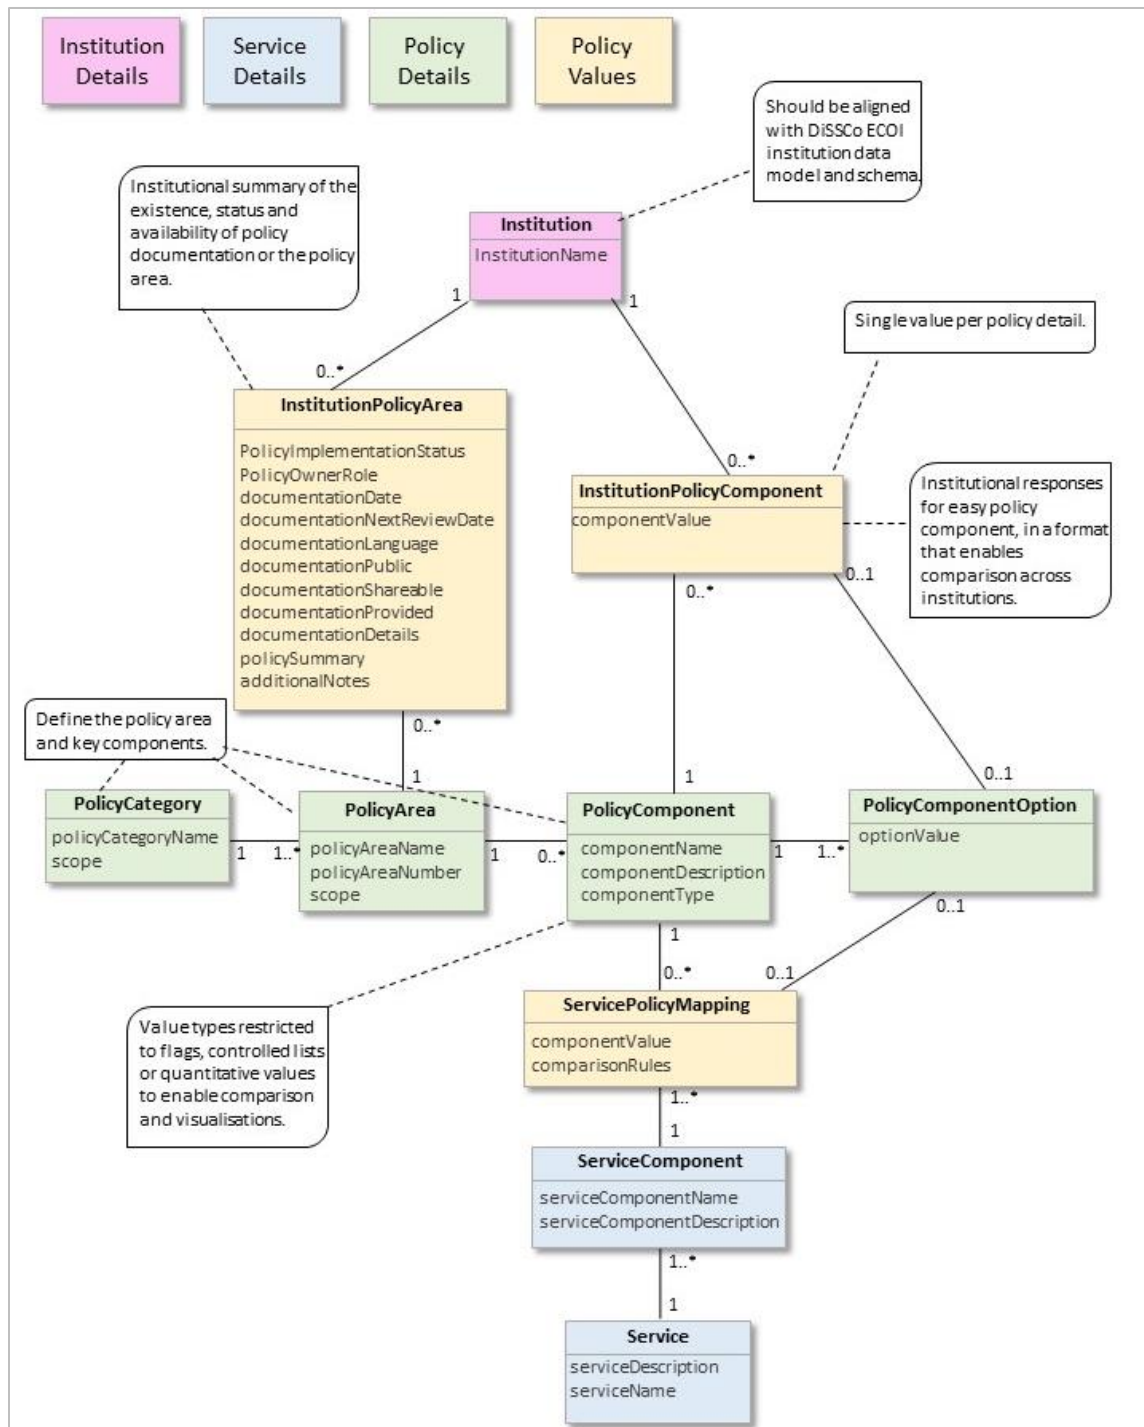 Institution
Details
Service
Details
Policy
Details
Policy
Values
Should be aligned
with DiSSCo ECOI
institution data
model and schema.
Institutional summary of the
existence, status and
availability of policy
documentation or the policy
area.
Institution
InstitutionName
1
1
0..*
Single value per policy detail.
InstitutionPolicyArea
PolicyImplementationStatus
PolicyOwnerRole
documentationDate
documentationNextReviewDate
documentationLanguage
documentationPublic
documentationShareable
documentationProvided
documentationDetails
policySummary
additionalNotes
0..*
InstitutionPolicyComponent
componentValue
Institutional responses
for easy policy
component, in a format
that enables
comparison across
institutions.
0..*
0..1
Define the policy area
and key components.
0..*
1
1
0..1
PolicyCategory
policyCategoryName
scope
1
1..*
PolicyArea
policyAreaName
policyAreaNumber
scope
1
0..*
PolicyComponent
componentName
componentDescription
componentType
1
1..*
PolicyComponentOption
optionValue
0..1
1
0..*
0..1
Value types restricted
to flags, controlled lists
or quantitative values
to enable comparison
and visualisations.
ServicePolicyMapping
componentValue
comparisonRules
1..*
1
ServiceComponent
serviceComponentName
serviceComponentDescription
1..*
1
Service
serviceDescription
serviceName